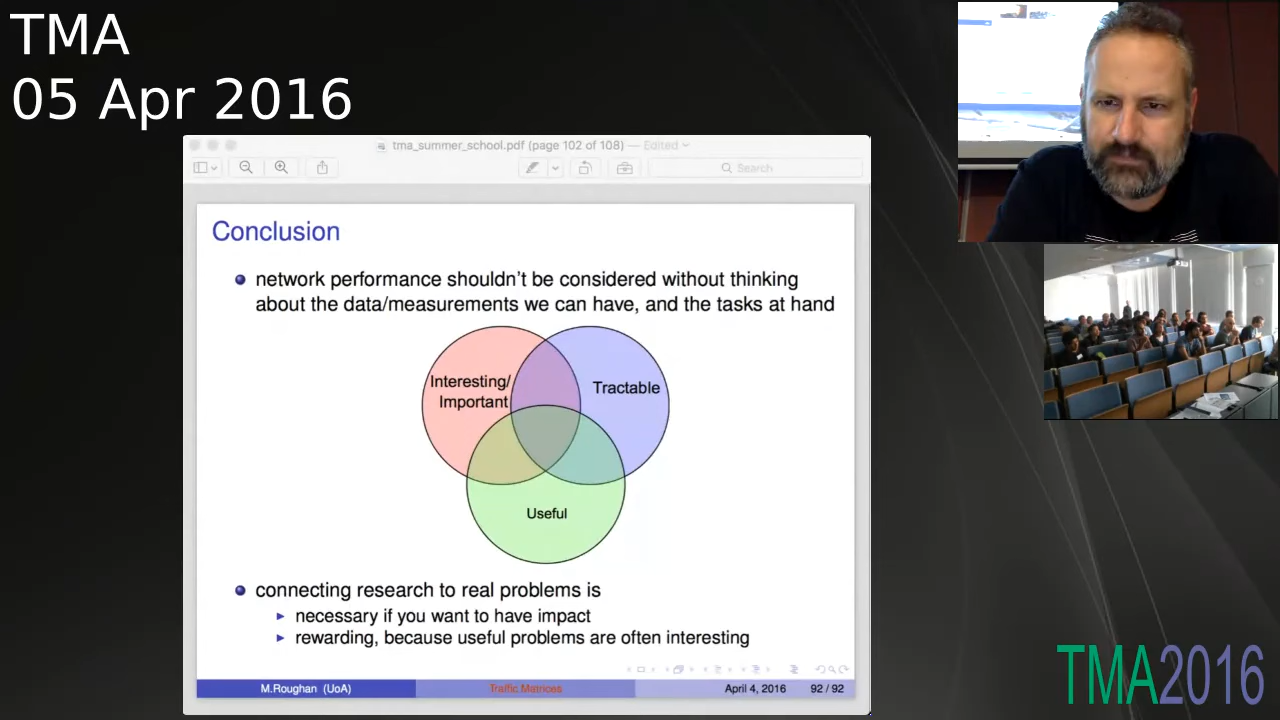 TMA
05 Apr 2016
tma_summer_school.pdf (page 102 of 108) — Edited
Search
Conclusion
network performance shouldn't be considered without thinking
about the data/measurements we can have, and the tasks at hand
Interesting/
Important
Tractable
Useful
connecting research to real problems is
necessary if you want to have impact
rewarding, because useful problems are often interesting
M.Roughan (UoA)
Traffic Matrices
April 4, 2016
92 / 92
TMA2016